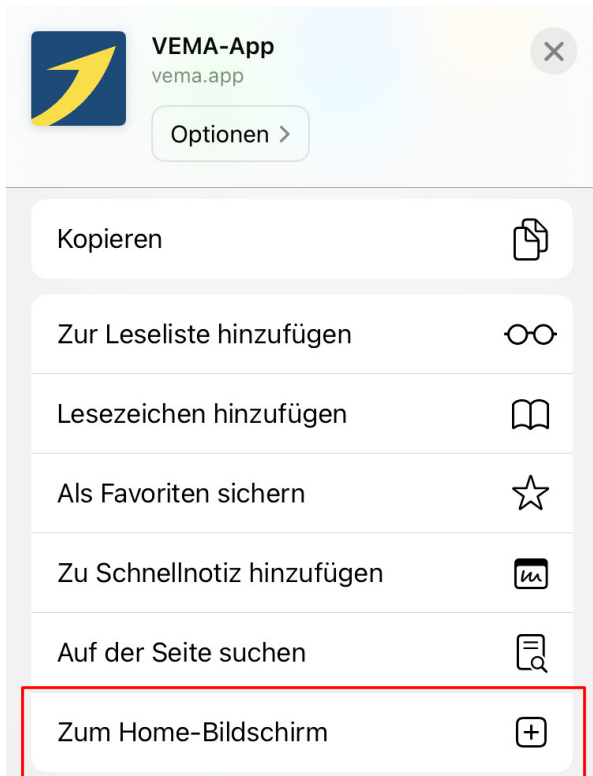 VEMA-App
vema.app
Optionen
Kopieren
Zur Leseliste hinzufügen
Lesezeichen hinzufügen
Als Favoriten sichern
Zu Schnellnotiz hinzufügen
Auf der Seite suchen
Zum Home-Bildschirm